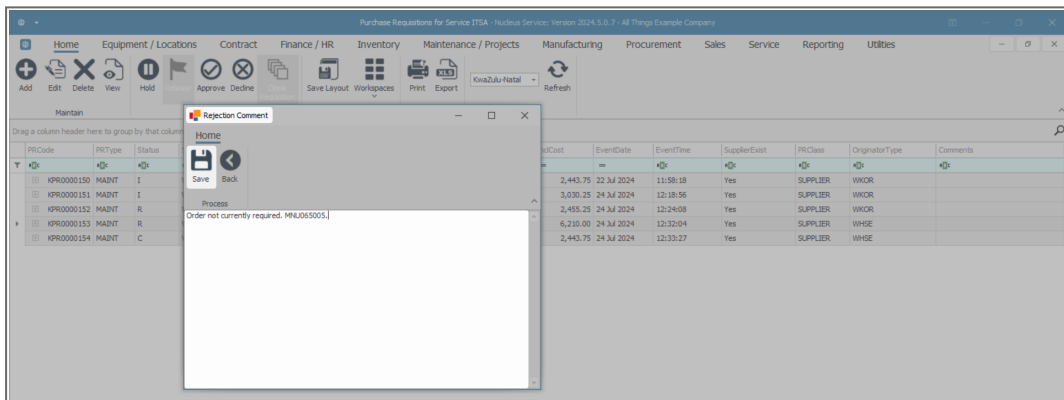 Purchase Requisitions for Service ITSA - Nucleus Service: Version 2024.5.0.7 - All Things Example Company
Home Equipment / Locations Contract Finance / HR Inventory Maintenance / Projects Manufacturing Procurement Sales Service Reporting Utilities
Add Edit Delete View Hold Release Approve Decline Save Layout Workspaces Print Export KwaZulu-Natal Refresh
XLS
Maintain
Drag a column header here to group by that column
PRCode PRType Status EventDate EventTime SupplierExist PRClass OriginatorType Comments
KPR0000150 MAINT I 2,443.75 22 Jul 2024 11:58:18 Yes SUPPLIER WKOR
KPR0000151 MAINT I 3,030.25 24 Jul 2024 12:18:56 Yes SUPPLIER WKOR
KPR0000152 MAINT R 2,455.25 24 Jul 2024 12:24:08 Yes SUPPLIER WKOR
KPR0000153 MAINT R 6,210.00 24 Jul 2024 12:32:04 Yes SUPPLIER WHSE
KPR0000154 MAINT C 2,443.75 24 Jul 2024 12:33:27 Yes SUPPLIER WHSE
Rejection Comment
Home
Save Back
Process
Order not currently required. MNU065005.